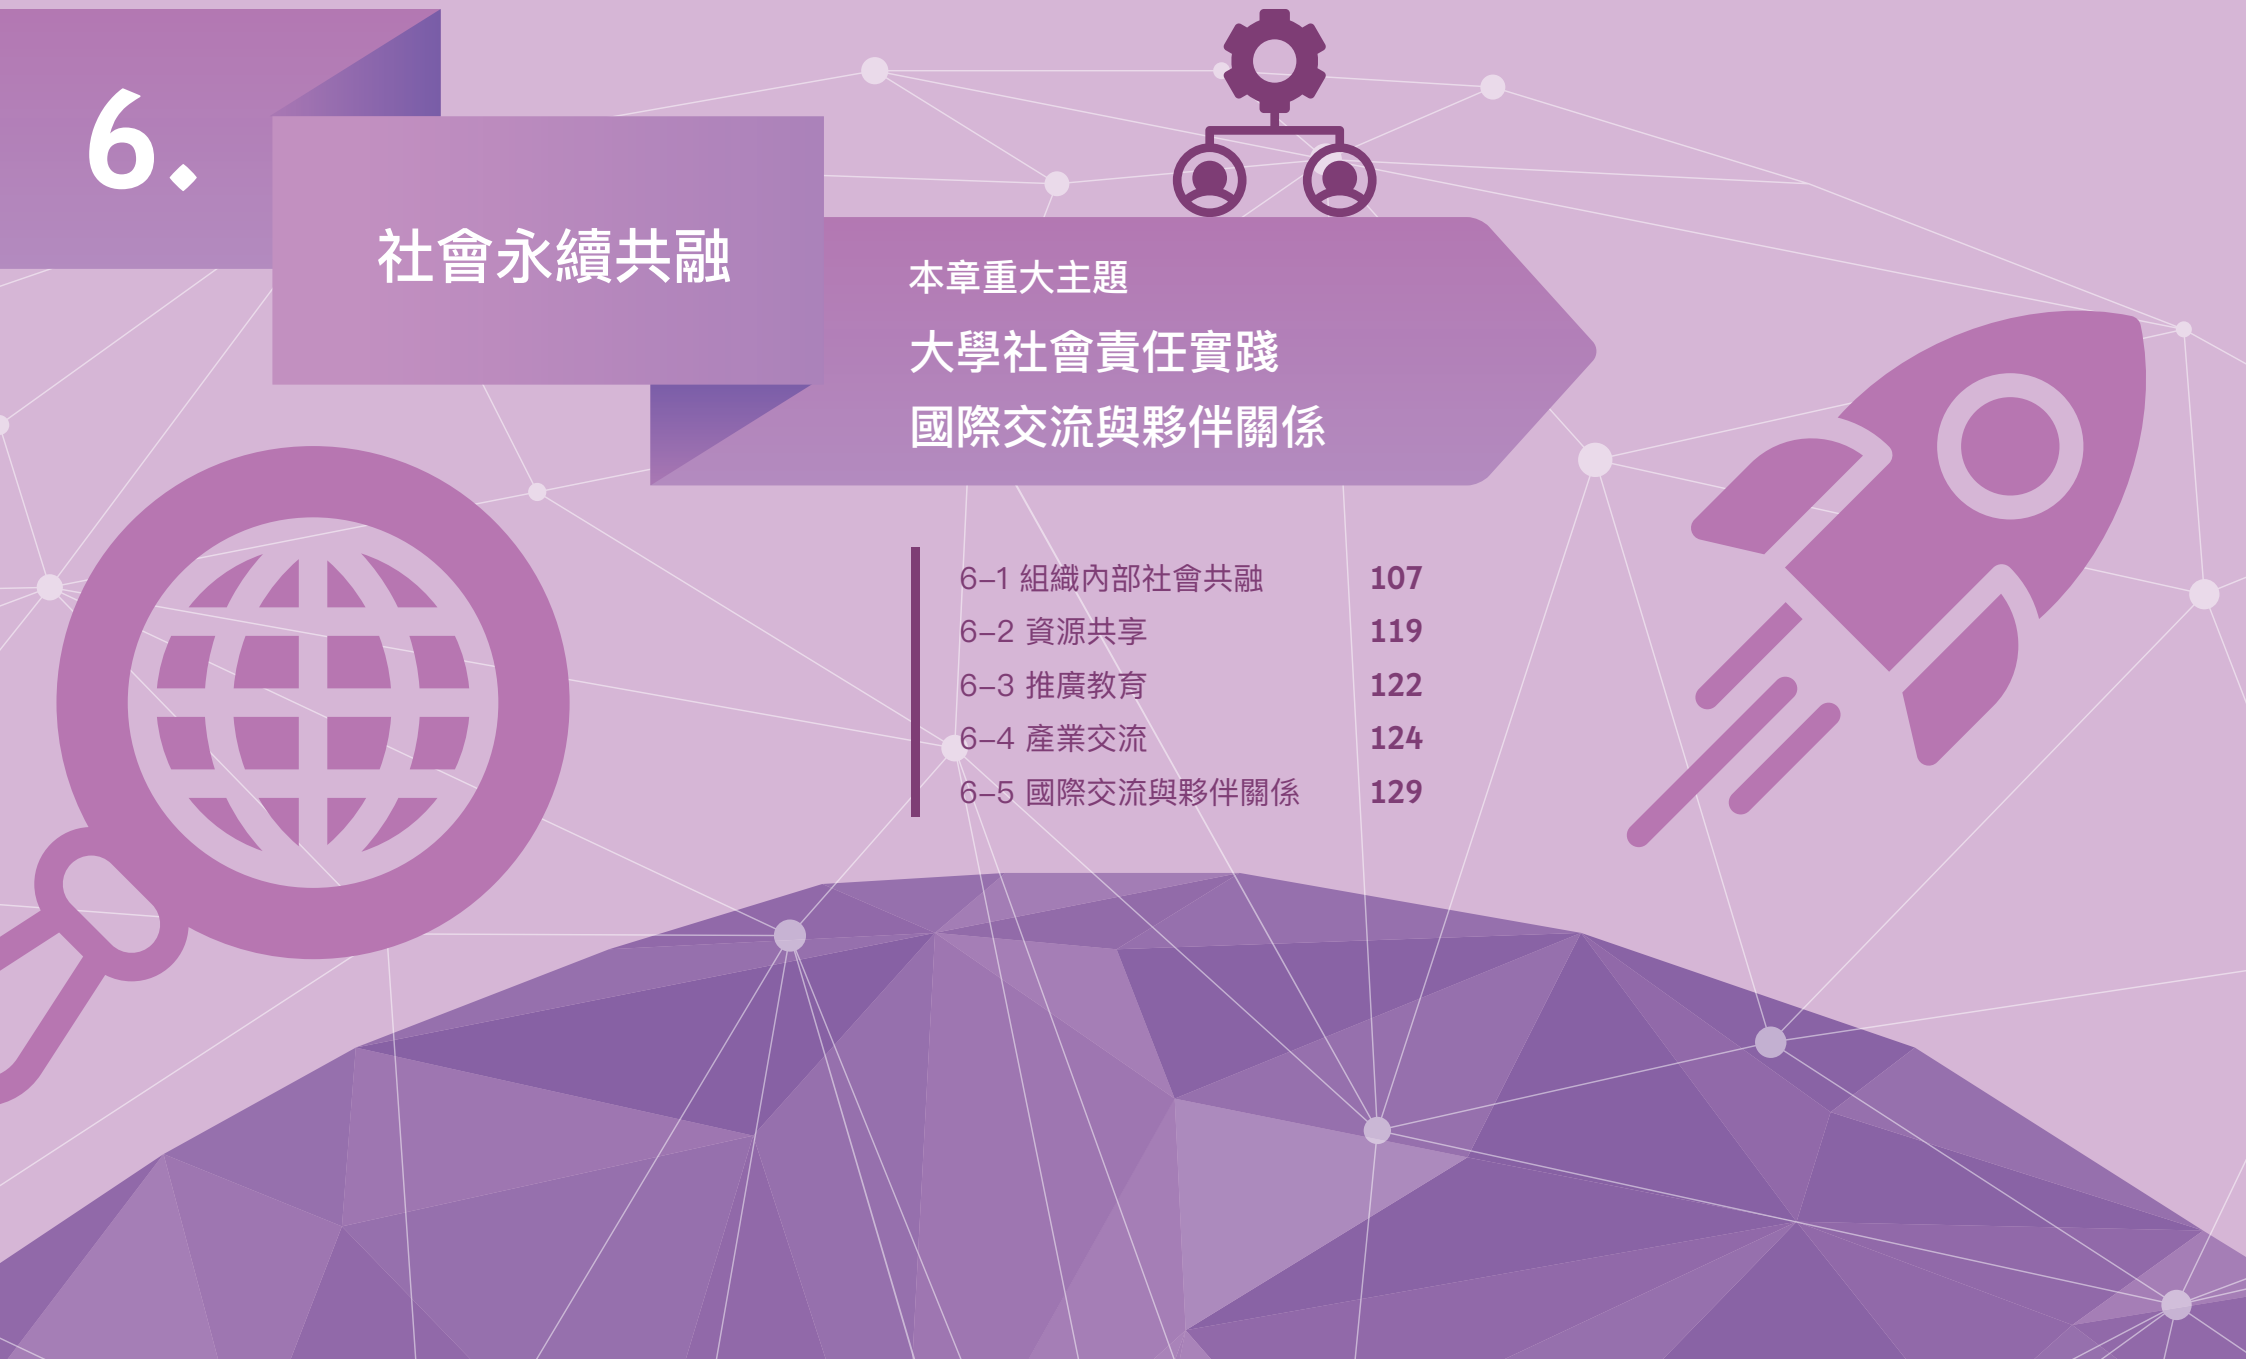 6.
社會永續共融
本章重大主題
大學社會責任實踐
國際交流與夥伴關係
6-1 組織內部社會共融 107
6-2 資源共享 119
6-3 推廣教育 122
6-4 產業交流 124
6-5 國際交流與夥伴關係 129